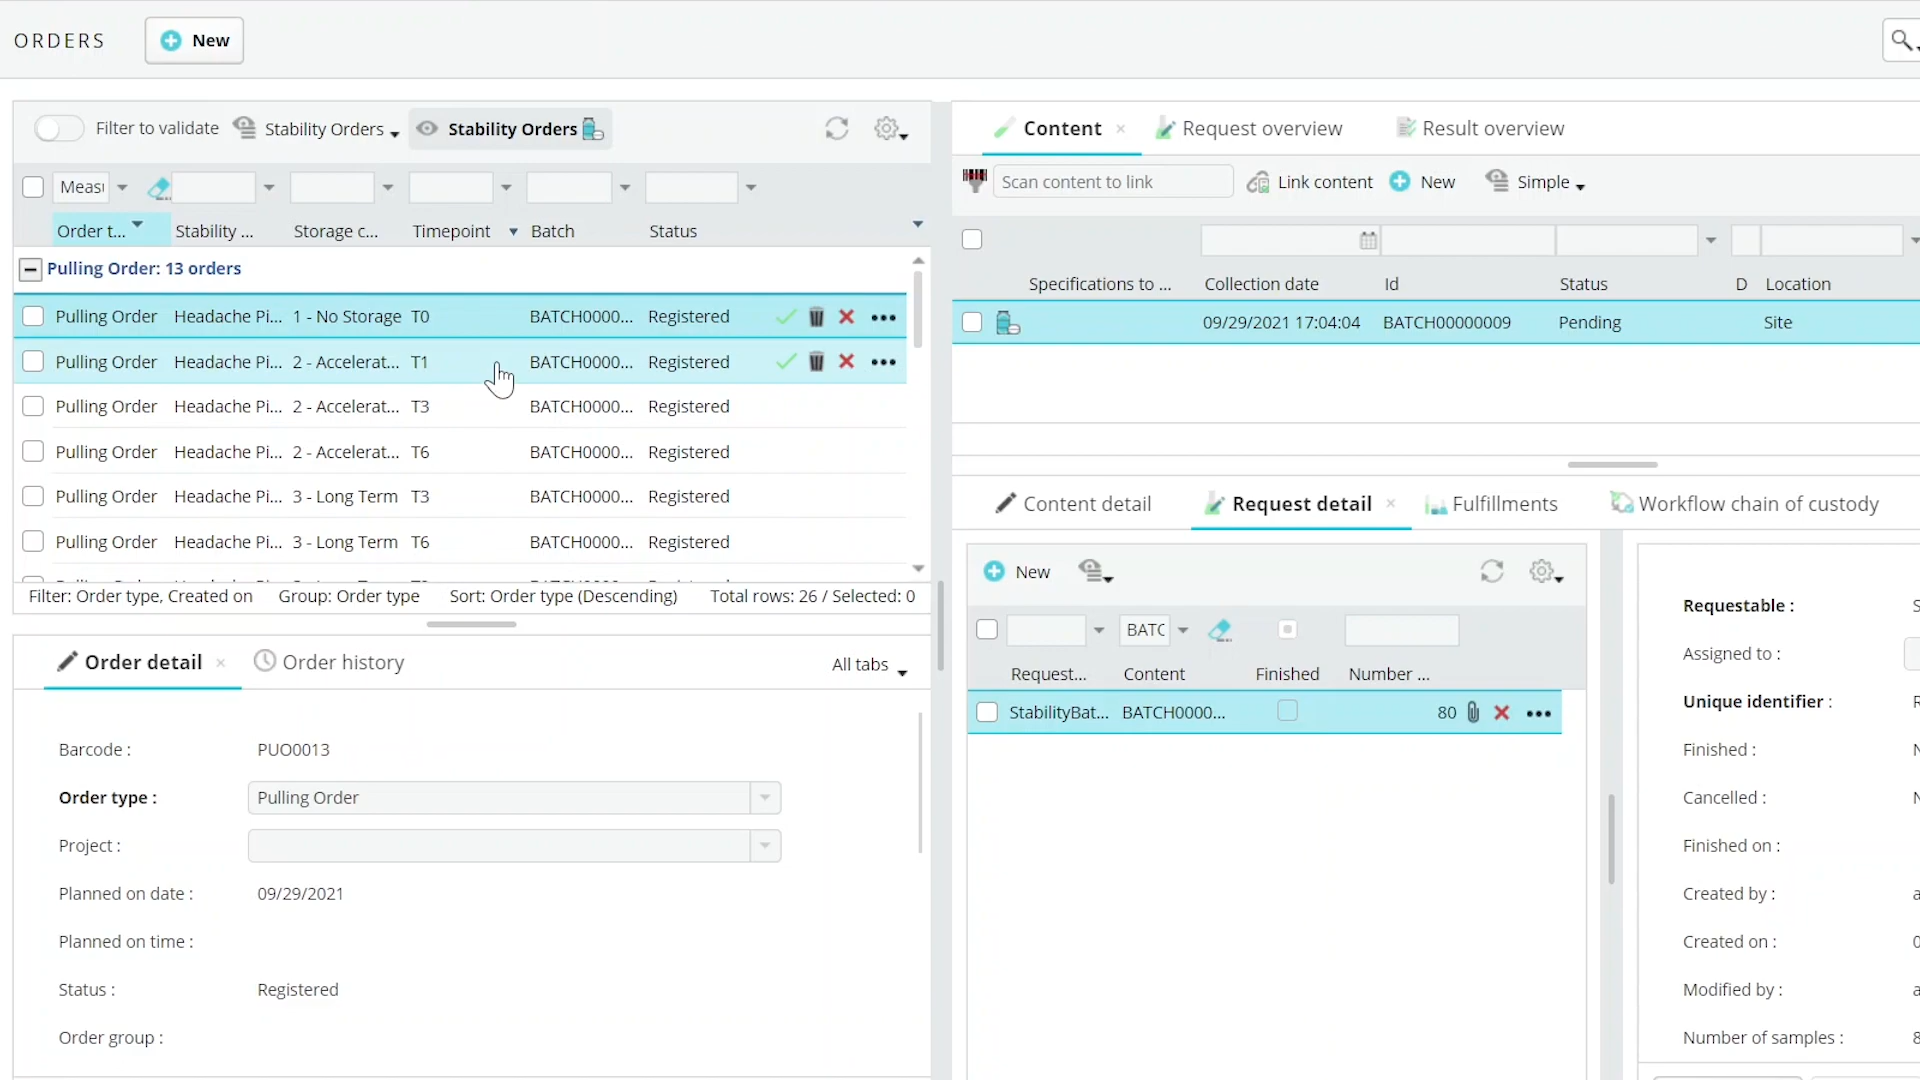 ORDERS
New
Filter to validate
Stability Orders
Stability Orders
Measu
Order t...
Stability ...
Storage c...
Timepoint
Batch
Status
Pulling Order: 13 orders
Pulling Order Headache Pi... 1 - No Storage T0 BATCH0000... Registered
Pulling Order Headache Pi... 2 - Accelerat... T1 BATCH0000... Registered
Pulling Order Headache Pi... 2 - Accelerat... T3 BATCH0000... Registered
Pulling Order Headache Pi... 2 - Accelerat... T6 BATCH0000... Registered
Pulling Order Headache Pi... 3 - Long Term T3 BATCH0000... Registered
Pulling Order Headache Pi... 3 - Long Term T6 BATCH0000... Registered
Filter: Order type, Created on
Group: Order type
Sort: Order type (Descending)
Total rows: 26 / Selected: 0
Order detail
Order history
All tabs
Barcode :
PUO0013
Order type :
Pulling Order
Project :
Planned on date :
09/29/2021
Planned on time :
Status :
Registered
Order group :
Content
Request overview
Result overview
Scan content to link
Link content
New
Simple
Specifications to ...
Collection date
Id
Status
D
Location
09/29/2021 17:04:04 BATCH00000009 Pending Site
Content detail
Request detail
Fulfillments
Workflow chain of custody
New
BATC
Request...
Content
Finished
Number ...
StabilityBat... BATCH0000... 80
Requestable :
Assigned to :
Unique identifier :
Finished :
Cancelled :
Finished on :
Created by :
Created on :
Modified by :
Number of samples :